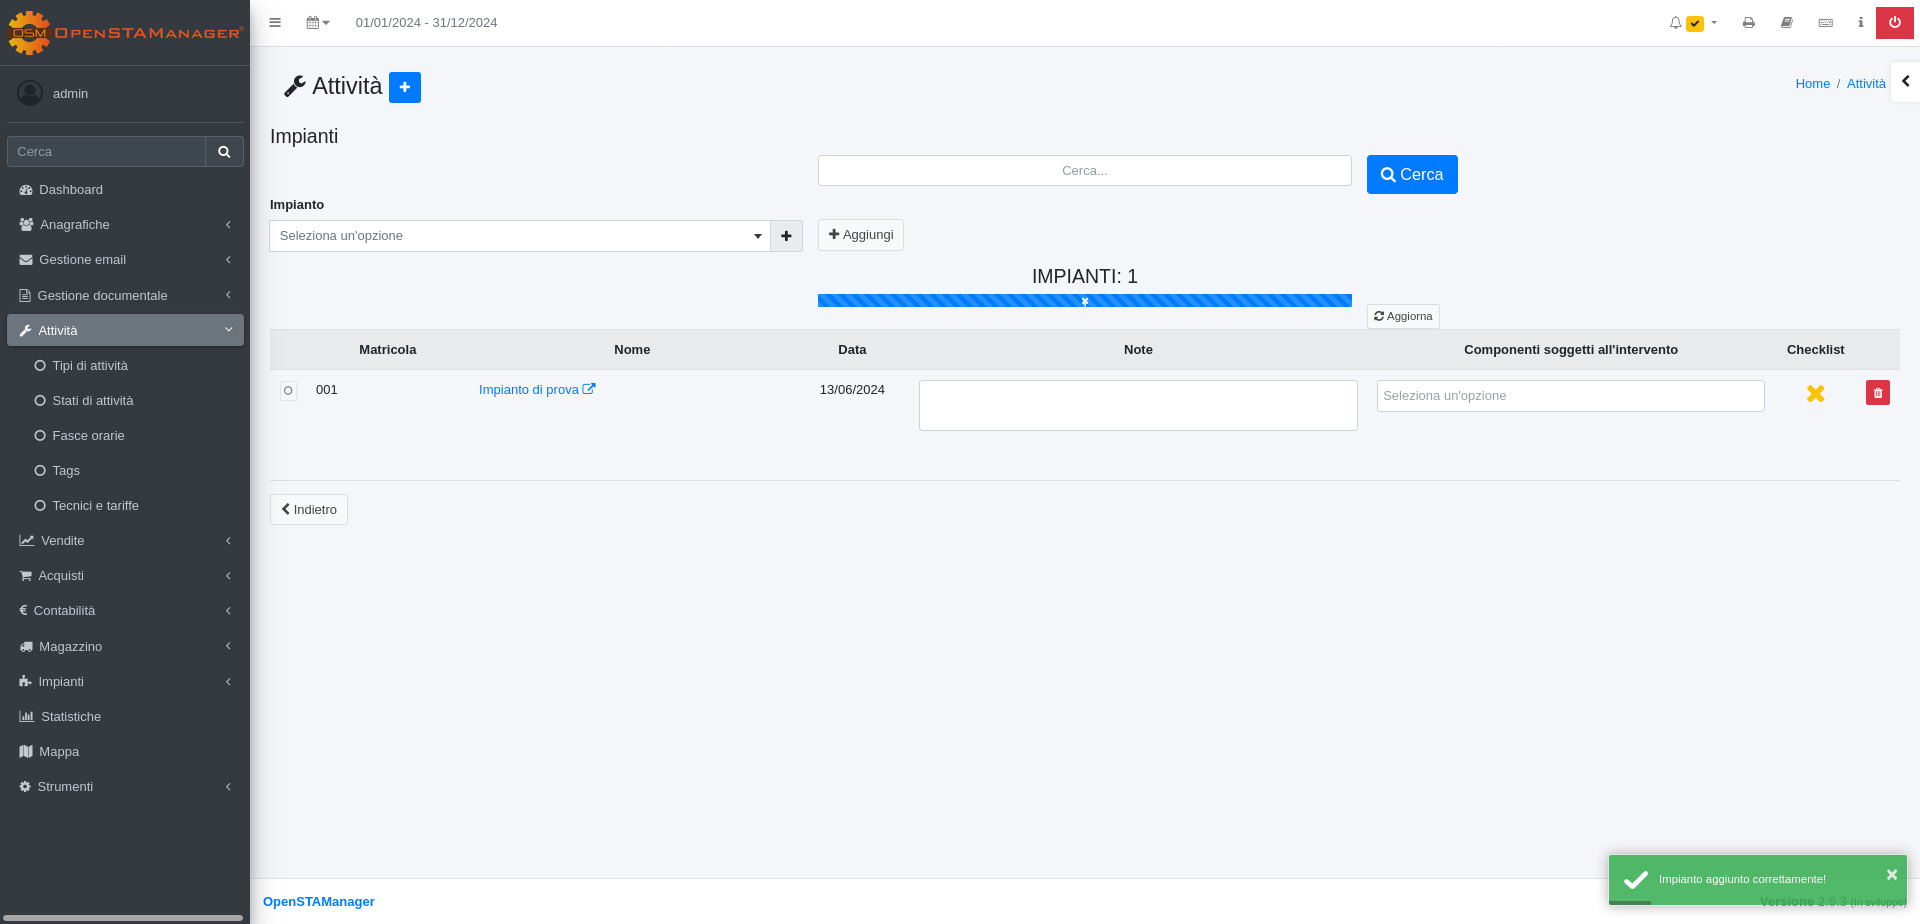 OSM OpenSTAManager®
01/01/2024 - 31/12/2024
admin
Cerca
Dashboard
Anagrafiche
Gestione email
Gestione documentale
Attività
Tipi di attività
Stati di attività
Fasce orarie
Tags
Tecnici e tariffe
Vendite
Acquisti
Contabilità
Magazzino
Impianti
Statistiche
Mappa
Strumenti
Attività
Home / Attività
Impianti
Cerca...
Cerca
Impianto
Seleziona un'opzione
Aggiungi
IMPIANTI: 1
Aggiorna
Matricola Nome Data Note Componenti soggetti all'intervento Checklist
001 Impianto di prova 13/06/2024 Seleziona un'opzione
Indietro
Impianto aggiunto correttamente!
OpenSTAManager
Versione 2.5.3 (In sviluppo)